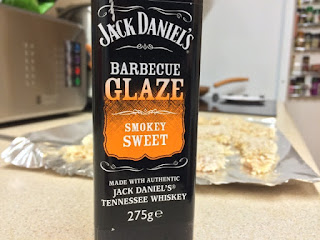 JACK DANIEL'S
BARBECUE
GLAZE
SMOKEY
SWEET
MADE WITH AUTHENTIC
JACK DANIEL'S®
TENNESSEE WHISKEY
275g℮